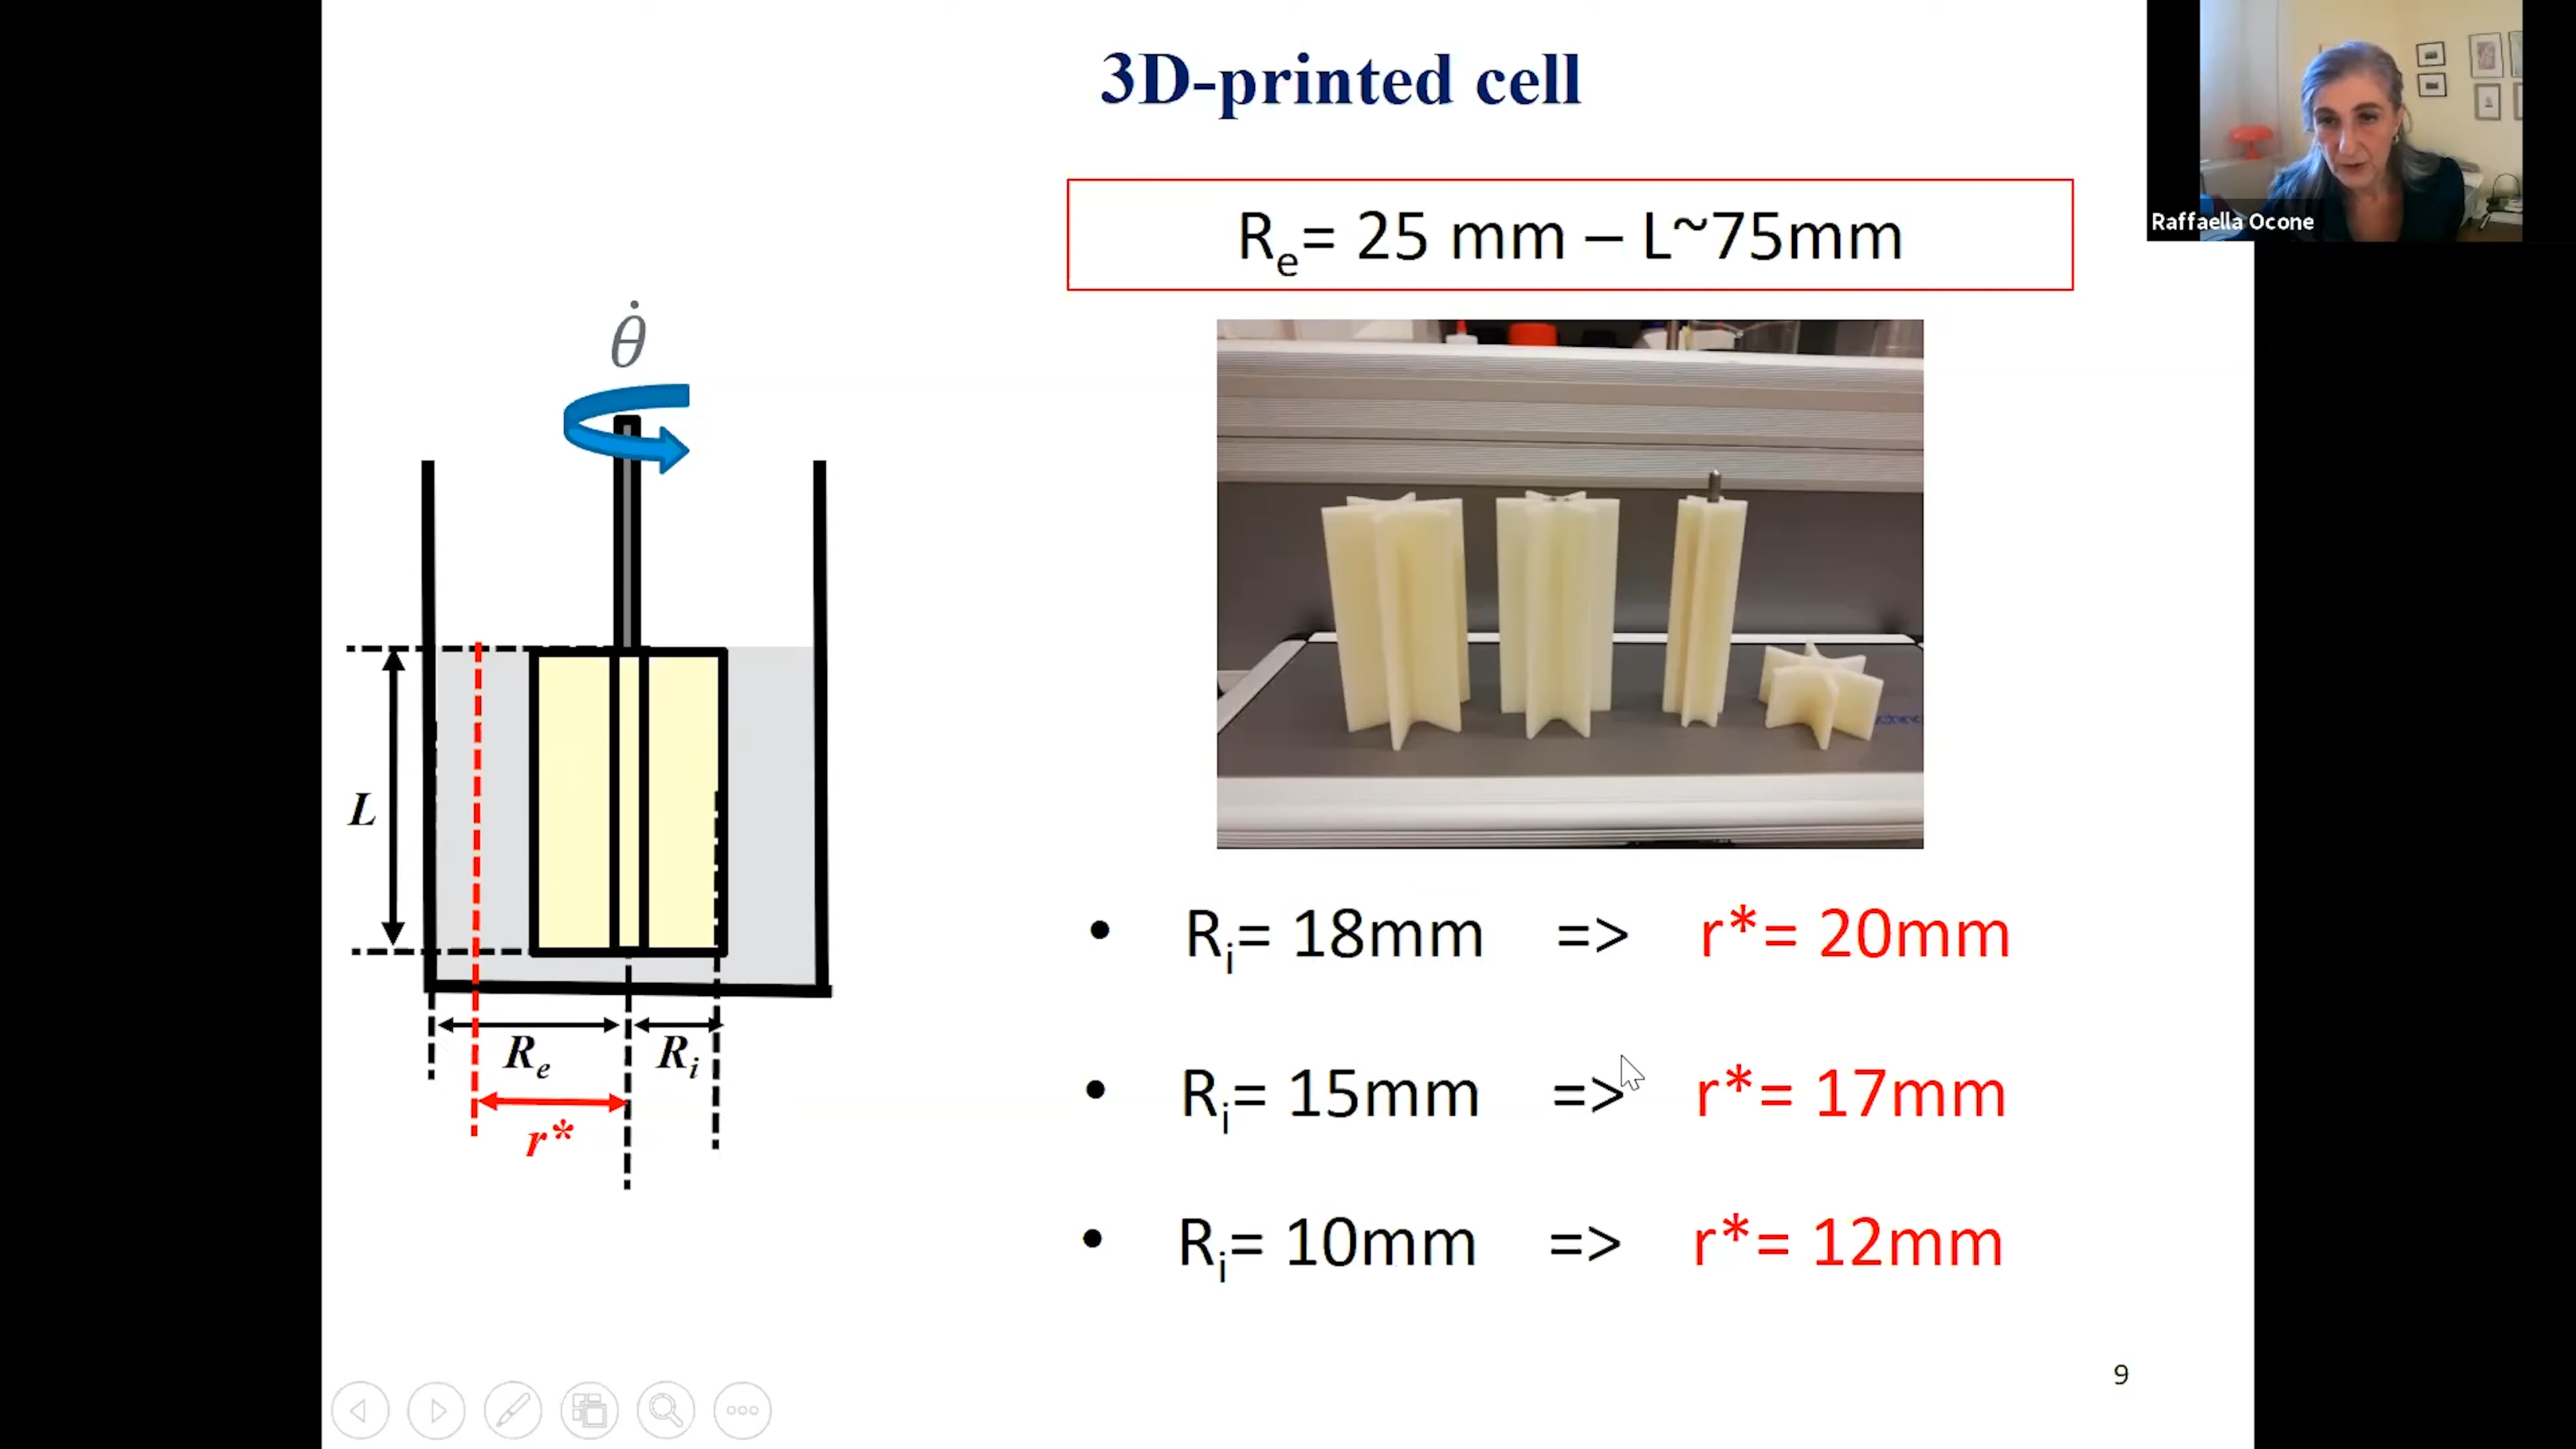 3D-printed cell
Raffaella Ocone
Re= 25 mm – L~75mm
θ̇
L
Re
Ri
r*
• Ri= 18mm => r*= 20mm
• Ri= 15mm => r*= 17mm
• Ri= 10mm => r*= 12mm
9